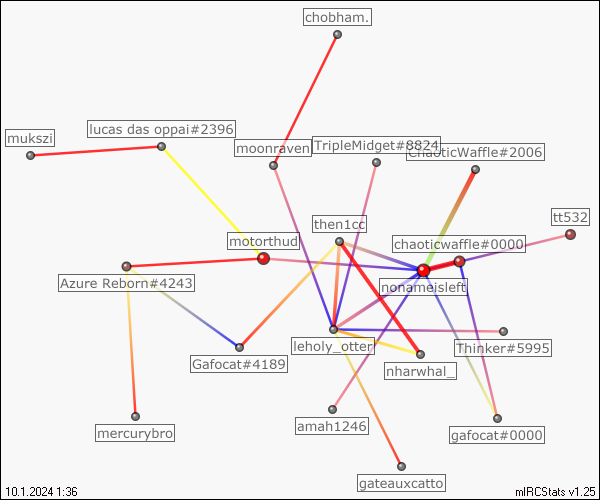 chobham.
lucas das oppai#2396
mukszi
moonraven
TripleMidget#8824
ChaoticWaffle#2006
then1cc
tt532
motorthud
chaoticwaffle#0000
Azure Reborn#4243
nonameisleft
leholy_otter
Thinker#5995
Gafocat#4189
nharwhal_
amah1246
mercurybro
gafocat#0000
gateauxcatto
10.1.2024 1:36
mIRCStats v1.25